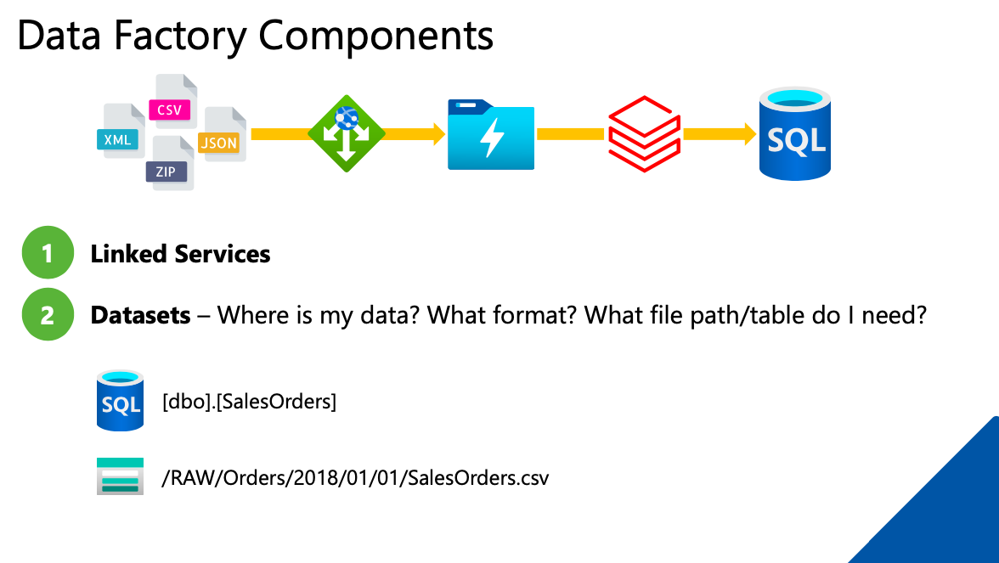 Data Factory Components
CSV
XML
JSON
ZIP
SQL
1 Linked Services
2 Datasets – Where is my data? What format? What file path/table do I need?
SQL [dbo].[SalesOrders]
/RAW/Orders/2018/01/01/SalesOrders.csv